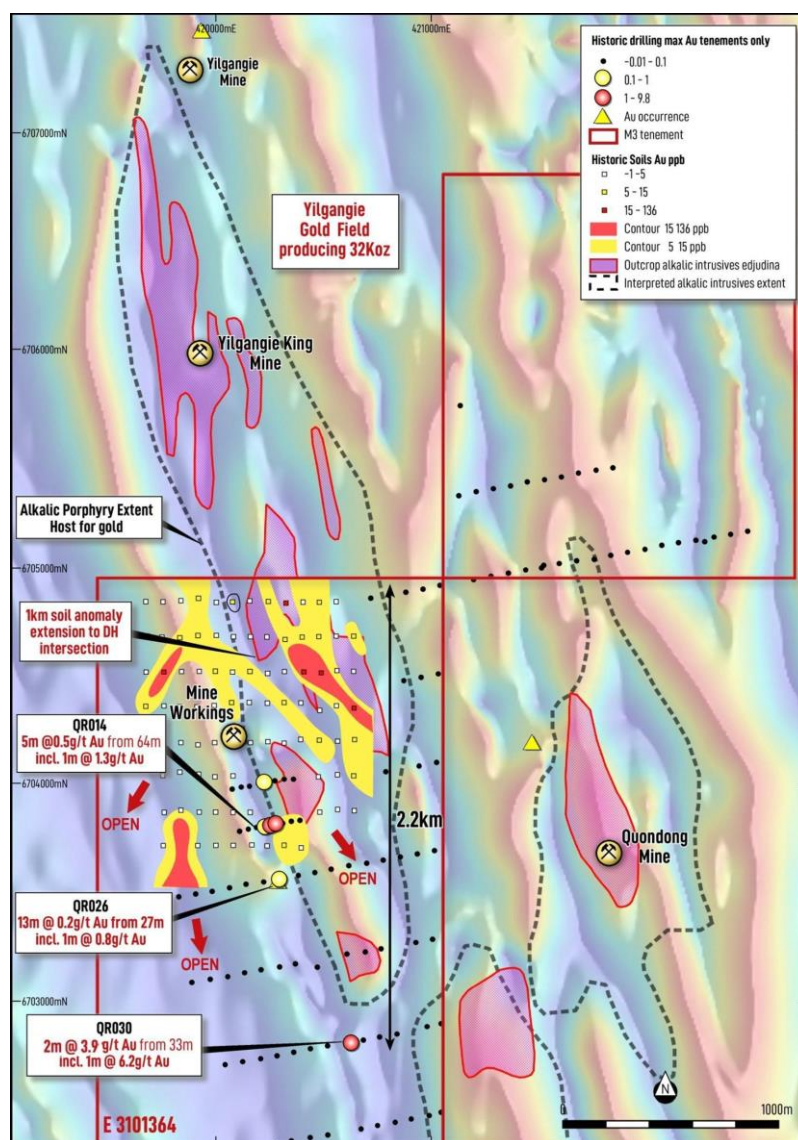 420000mE
421000mE
Yilgangie
Mine
Historic drilling max Au tenements only
-0.01 - 0.1
0.1 - 1
1 - 9.8
Au occurrence
M3 tenement
Historic Soils Au ppb
-1 - 5
5 - 15
15 - 136
Contour 15 136 ppb
Contour 5 15 ppb
Outcrop alkalic intrusives edjudina
Interpreted alkalic intrusives extent
6707000mN
Yilgangie
Gold Field
producing 32Koz
6706000mN
Yilgangie King
Mine
Alkalic Porphyry Extent
Host for gold
6705000mN
1km soil anomaly
extension to DH
intersection
Mine
Workings
QR014
5m @0.5g/t Au from 64m
incl. 1m @ 1.3g/t Au
6704000mN
OPEN
2.2km
Quondong
Mine
OPEN
QR026
13m @ 0.2g/t Au from 27m
incl. 1m @ 0.8g/t Au
OPEN
6703000mN
QR030
2m @ 3.9 g/t Au from 33m
incl. 1m @ 6.2g/t Au
N
0
1000m
E 3101364